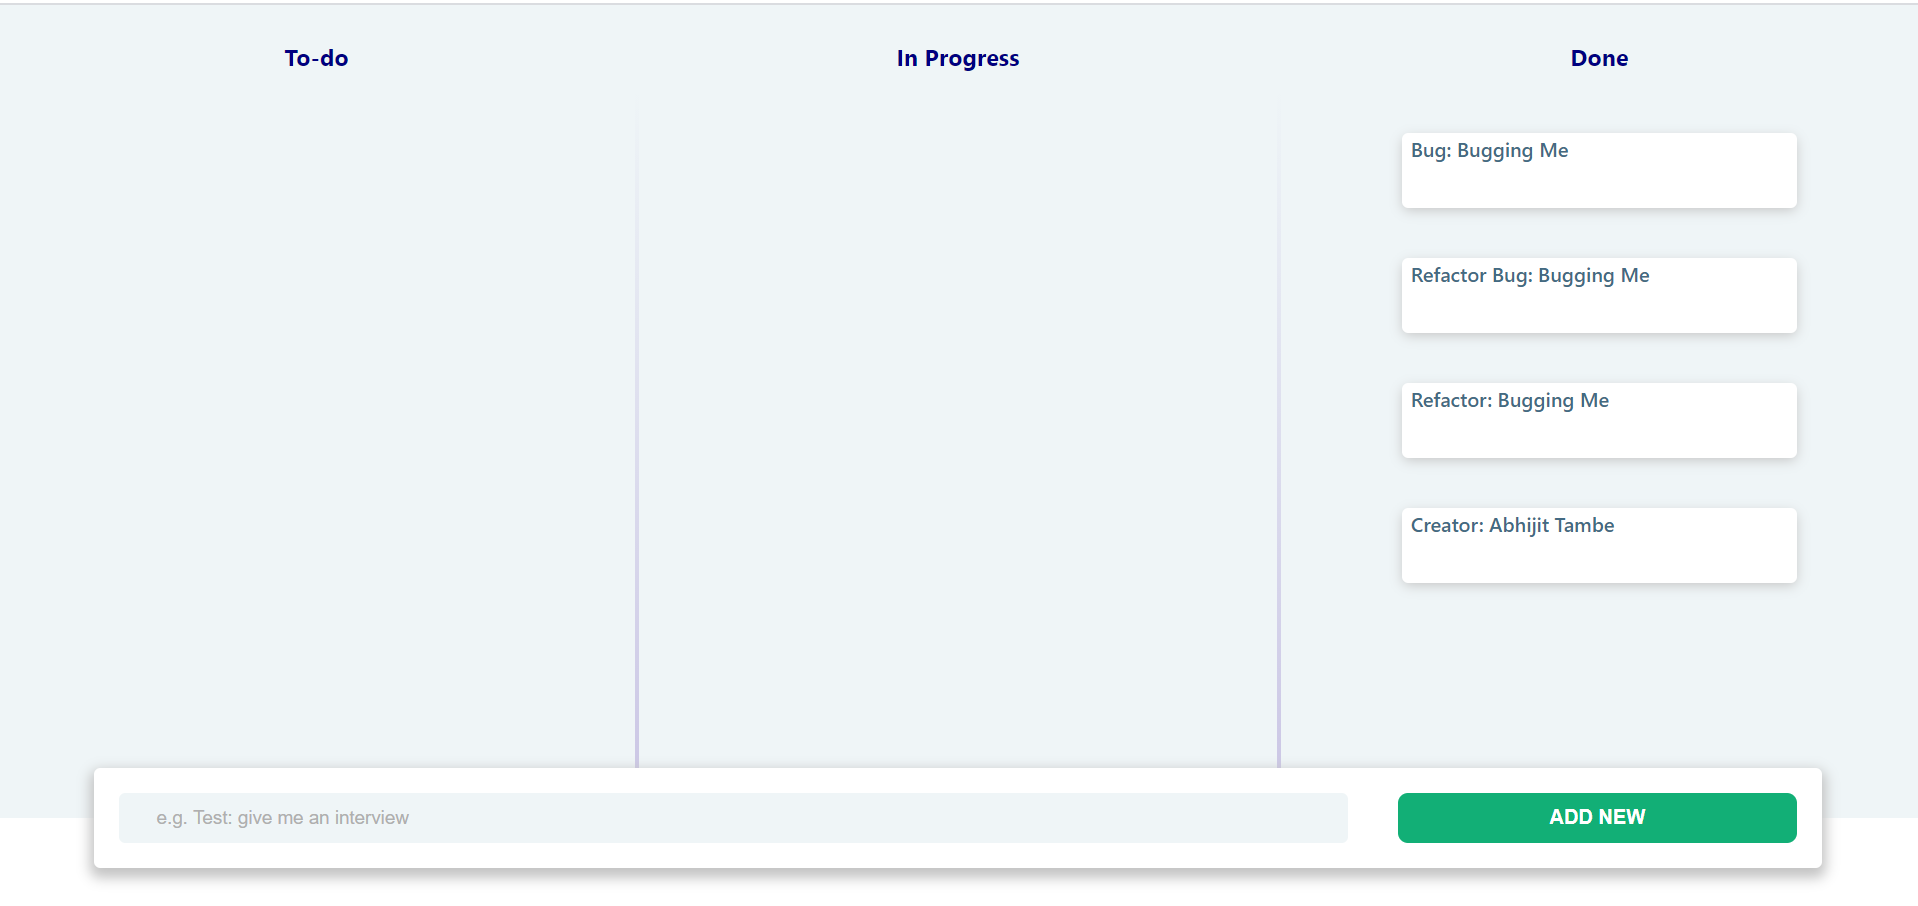 To-do
In Progress
Done
Bug: Bugging Me
Refactor Bug: Bugging Me
Refactor: Bugging Me
Creator: Abhijit Tambe
e.g. Test: give me an interview
ADD NEW